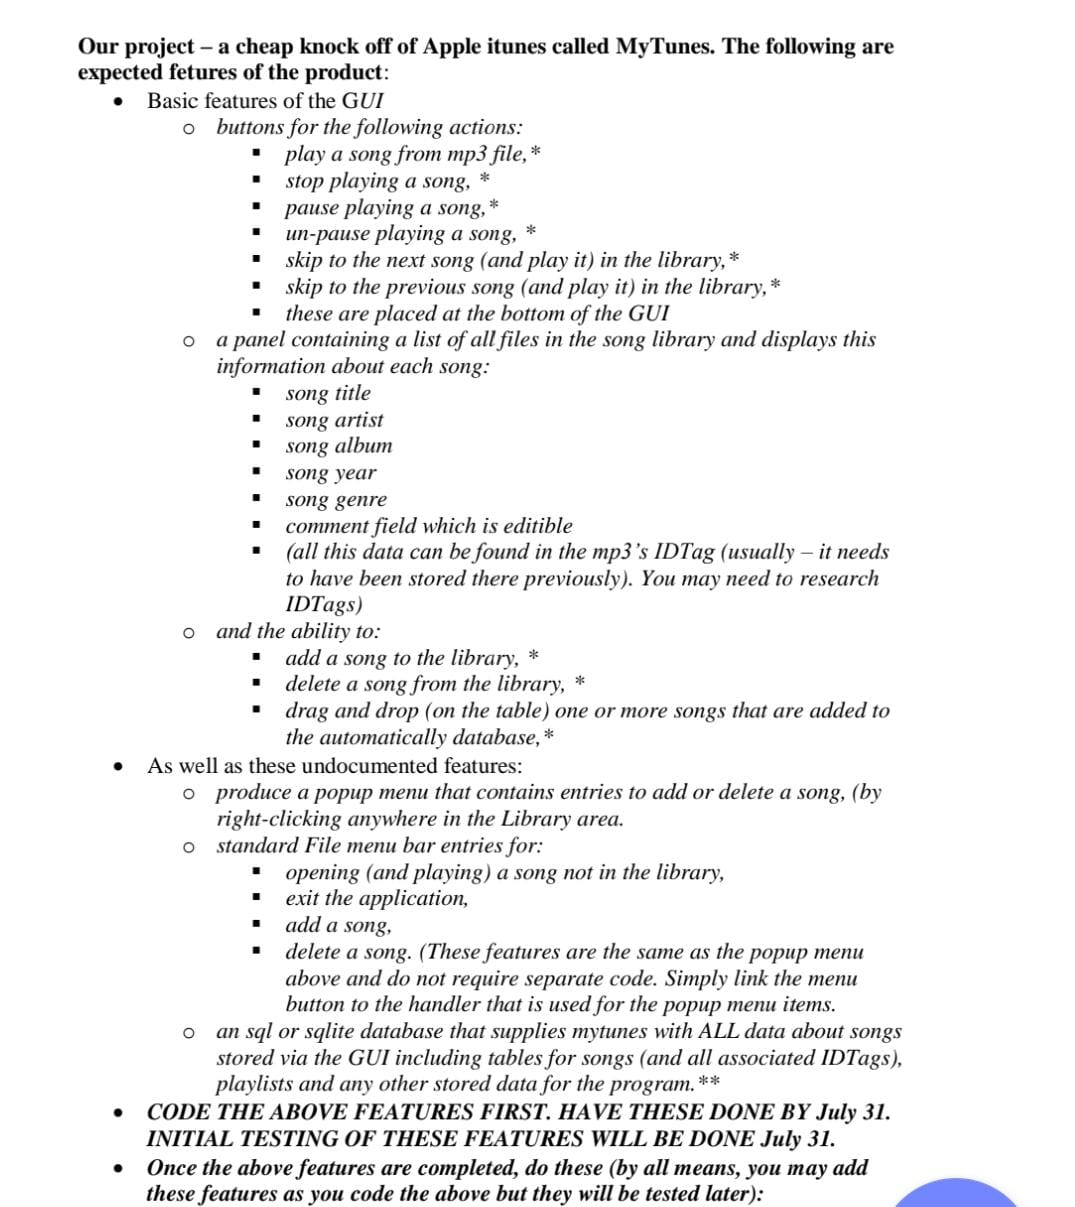 Our project – a cheap knock off of Apple itunes called MyTunes. The following are
expected fetures of the product:
• Basic features of the GUI
o buttons for the following actions:
▪ play a song from mp3 file,*
▪ stop playing a song, *
▪ pause playing a song,*
▪ un-pause playing a song, *
▪ skip to the next song (and play it) in the library,*
▪ skip to the previous song (and play it) in the library,*
▪ these are placed at the bottom of the GUI
o a panel containing a list of all files in the song library and displays this
information about each song:
▪ song title
▪ song artist
▪ song album
▪ song year
▪ song genre
▪ comment field which is editible
▪ (all this data can be found in the mp3’s IDTag (usually – it needs
to have been stored there previously). You may need to research
IDTags)
o and the ability to:
▪ add a song to the library, *
▪ delete a song from the library, *
▪ drag and drop (on the table) one or more songs that are added to
the automatically database,*
• As well as these undocumented features:
o produce a popup menu that contains entries to add or delete a song, (by
right-clicking anywhere in the Library area.
o standard File menu bar entries for:
▪ opening (and playing) a song not in the library,
▪ exit the application,
▪ add a song,
▪ delete a song. (These features are the same as the popup menu
above and do not require separate code. Simply link the menu
button to the handler that is used for the popup menu items.
o an sql or sqlite database that supplies mytunes with ALL data about songs
stored via the GUI including tables for songs (and all associated IDTags),
playlists and any other stored data for the program.**
• CODE THE ABOVE FEATURES FIRST. HAVE THESE DONE BY July 31.
INITIAL TESTING OF THESE FEATURES WILL BE DONE July 31.
• Once the above features are completed, do these (by all means, you may add
these features as you code the above but they will be tested later):